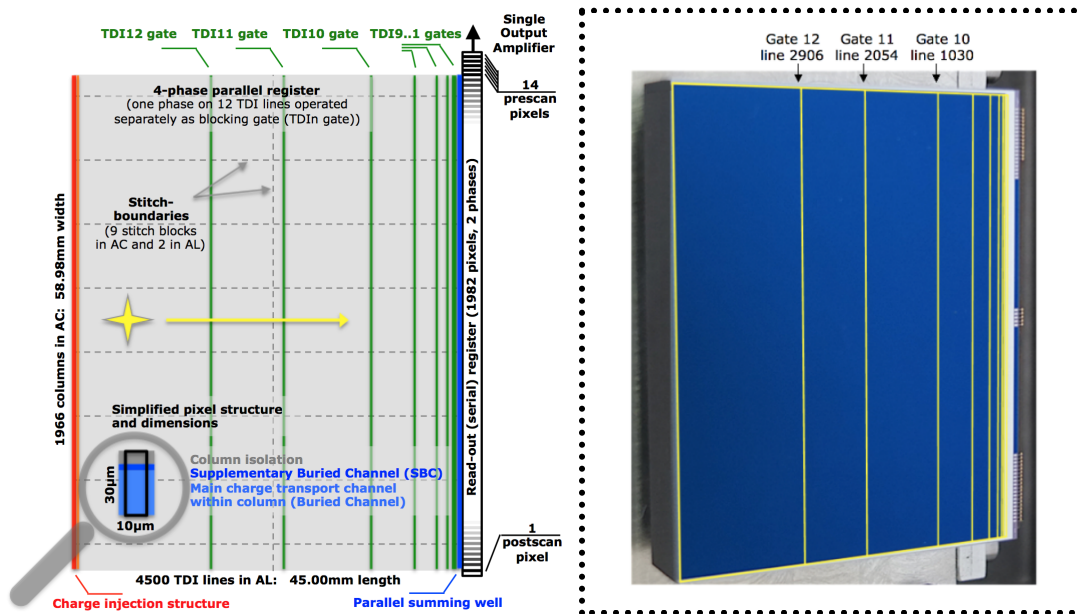 TDI12 gate
TDI11 gate
TDI10 gate
TDI9..1 gates
Single
Output
Amplifier
4-phase parallel register
(one phase on 12 TDI lines operated
separately as blocking gate (TDIn gate))
14
prescan
pixels
Stitch-
boundaries
(9 stitch blocks
in AC and 2 in AL)
1966 columns in AC: 58.98mm width
Read-out (serial) register (1982 pixels, 2 phases)
Simplified pixel structure
and dimensions
Column isolation
Supplementary Buried Channel (SBC)
Main charge transport channel
within column (Buried Channel)
30µm
10µm
1
postscan
pixel
4500 TDI lines in AL: 45.00mm length
Charge injection structure
Parallel summing well
Gate 12
line 2906
Gate 11
line 2054
Gate 10
line 1030